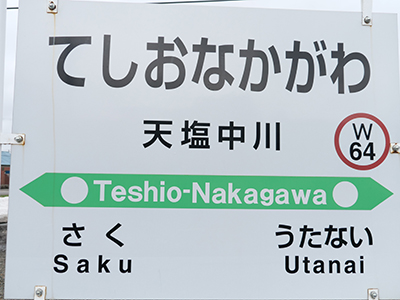 てしおなかがわ
天塩中川
W
64
Teshio-Nakagawa
さく うたない
Saku Utanai